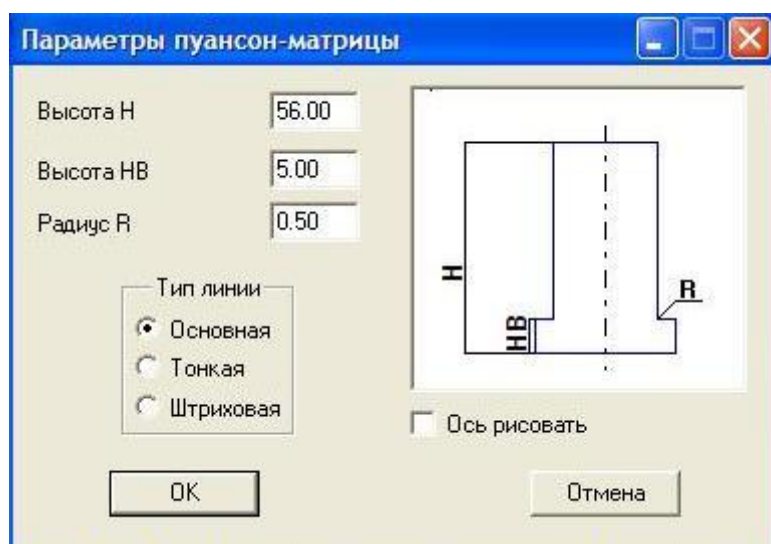 Параметры пуансон-матрицы
Высота H
56.00
Высота HB
5.00
Радиус R
0.50
Тип линии
Основная
Тонкая
Штриховая
H
HB
R
Ось рисовать
OK
Отмена